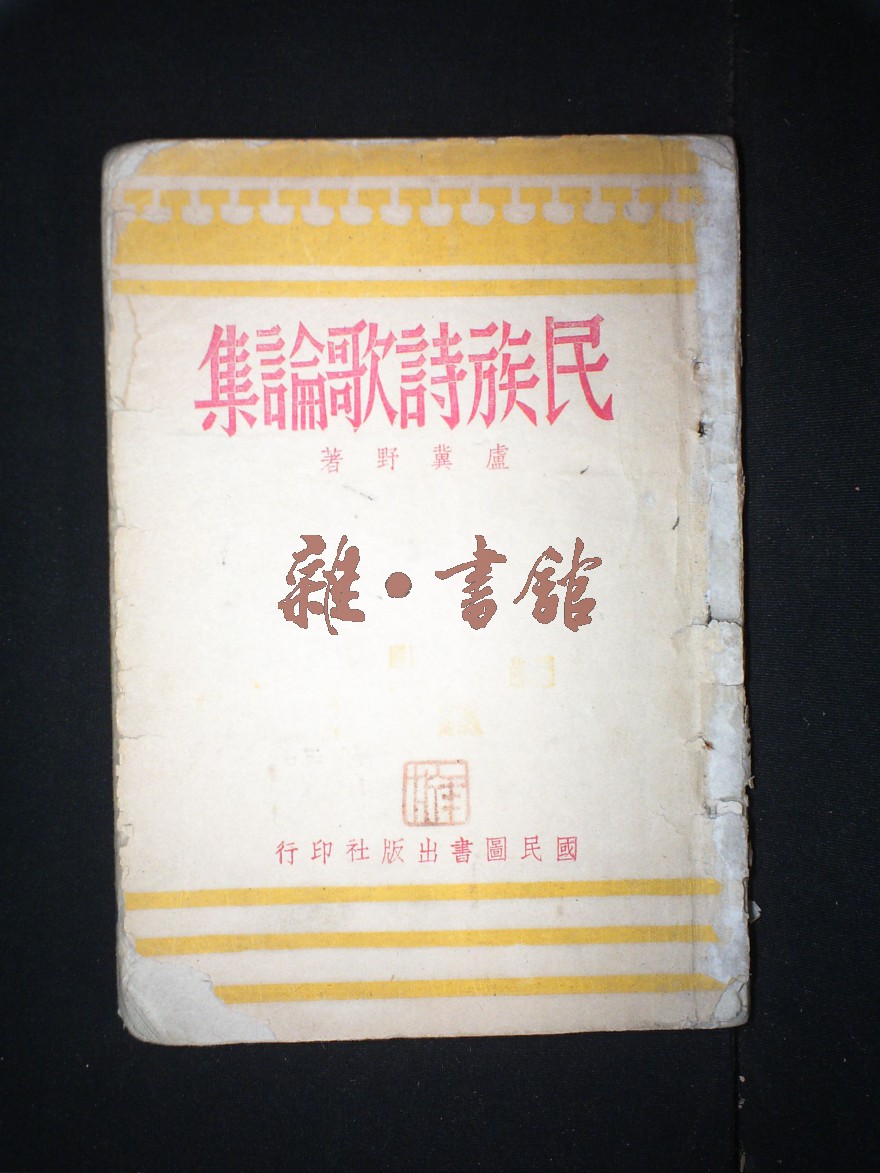 民族詩歌論集
盧冀野著
雜·書館
國民圖書出版社印行